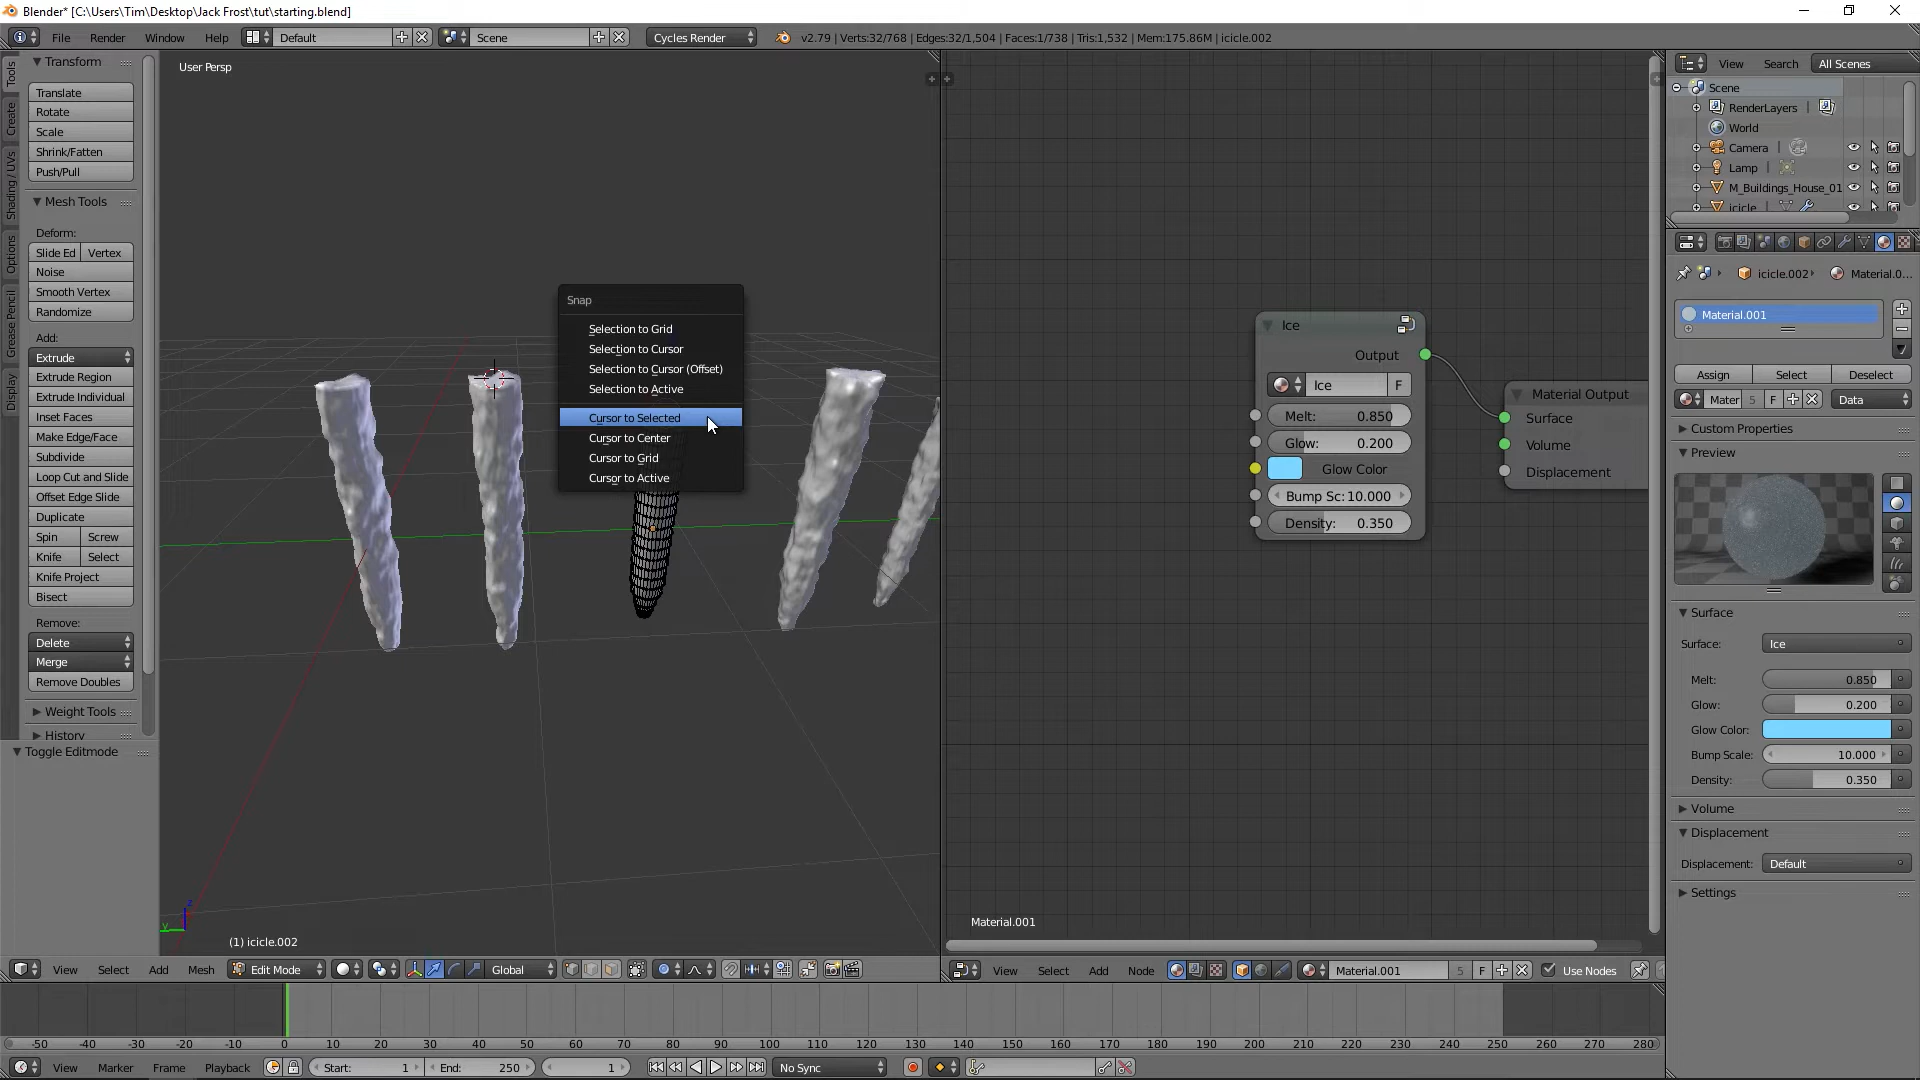 Blender* [C:\Users\Tim\Desktop\Jack Frost\tut\starting.blend]
File Render Window Help Default Scene Cycles Render v2.79 | Verts:32/768 | Edges:32/1,504 | Faces:1/738 | Tris:1,532 | Mem:175.86M | icicle.002
Tools
Create
Shading / UVs
Options
Grease Pencil
Display
Transform
Translate
Rotate
Scale
Shrink/Fatten
Push/Pull
Mesh Tools
Deform:
Slide Ed Vertex
Noise
Smooth Vertex
Randomize
Add:
Extrude
Extrude Region
Extrude Individual
Inset Faces
Make Edge/Face
Subdivide
Loop Cut and Slide
Offset Edge Slide
Duplicate
Spin Screw
Knife Select
Knife Project
Bisect
Remove:
Delete
Merge
Remove Doubles
Weight Tools
History
Toggle Editmode
User Persp
Snap
Selection to Grid
Selection to Cursor
Selection to Cursor (Offset)
Selection to Active
Cursor to Selected
Cursor to Center
Cursor to Grid
Cursor to Active
z
y
(1) icicle.002
View Select Add Mesh Edit Mode Global
Ice
Output
Ice F
Melt: 0.850
Glow: 0.200
Glow Color
Bump Sc: 10.000
Density: 0.350
Material Output
Surface
Volume
Displacement
Material.001
View Select Add Node Material.001 5 F Use Nodes
View Search All Scenes
Scene
RenderLayers |
World
Camera |
Lamp |
M_Buildings_House_01
icicle |
icicle.002 Material.0...
Material.001
Assign Select Deselect
Mater 5 F Data
Custom Properties
Preview
Surface
Surface: Ice
Melt: 0.850
Glow: 0.200
Glow Color:
Bump Scale: 10.000
Density: 0.350
Volume
Displacement
Displacement: Default
Settings
-50 -40 -30 -20 -10 0 10 20 30 40 50 60 70 80 90 100 110 120 130 140 150 160 170 180 190 200 210 220 230 240 250 260 270 280
View Marker Frame Playback Start: 1 End: 250 1 No Sync